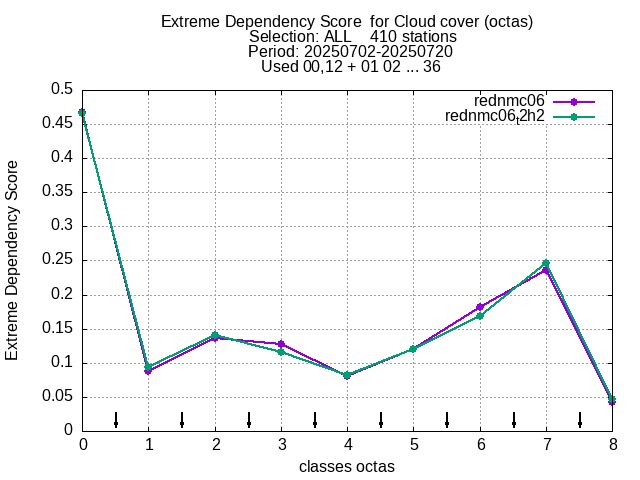 Extreme Dependency Score  for Cloud cover (octas)
Selection: ALL    410 stations
Period: 20250702-20250720
Used 00,12 + 01 02 ... 36
rednmc06
rednmc06,2h2
Extreme Dependency Score
0.5
0.45
0.4
0.35
0.3
0.25
0.2
0.15
0.1
0.05
0
0 1 2 3 4 5 6 7 8
classes octas